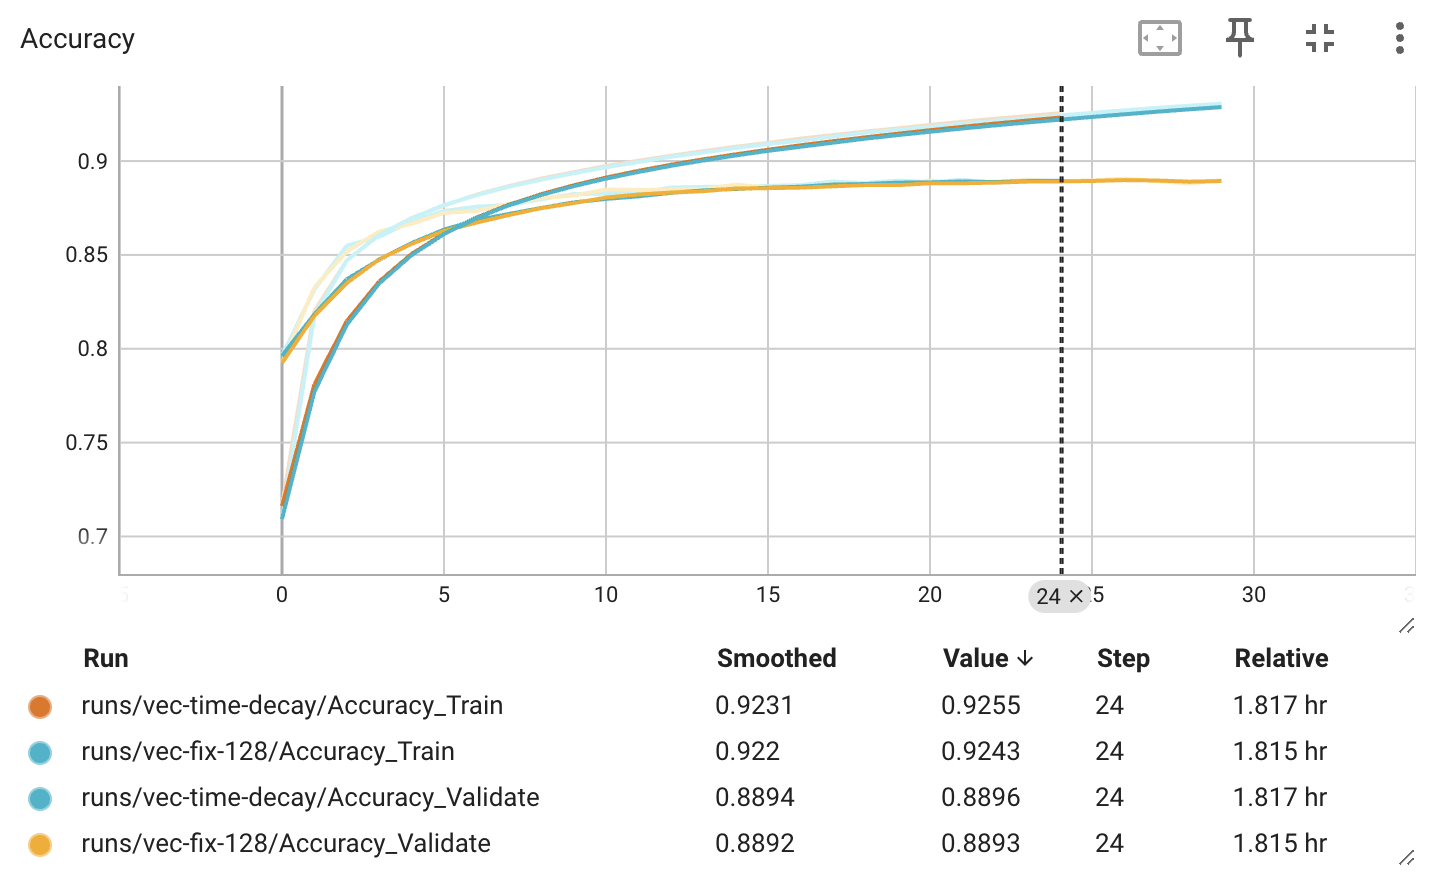 Accuracy
0.9
0.85
0.8
0.75
0.7
0 5 10 15 20 24 × 5 30
Run Smoothed Value ↓ Step Relative
runs/vec-time-decay/Accuracy_Train 0.9231 0.9255 24 1.817 hr
runs/vec-fix-128/Accuracy_Train 0.922 0.9243 24 1.815 hr
runs/vec-time-decay/Accuracy_Validate 0.8894 0.8896 24 1.817 hr
runs/vec-fix-128/Accuracy_Validate 0.8892 0.8893 24 1.815 hr